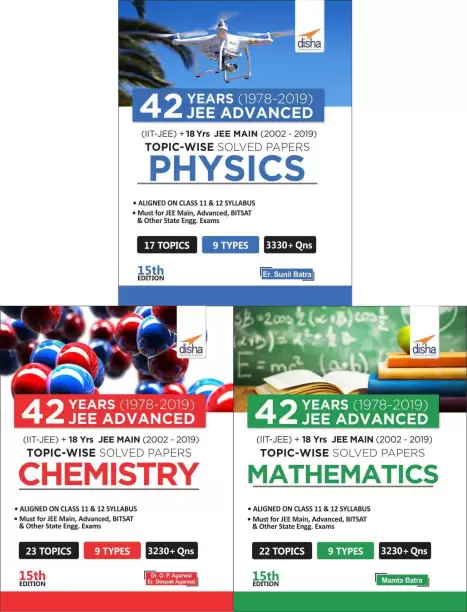 disha
42 YEARS (1978-2019)
JEE ADVANCED
(IIT-JEE) + 18 Yrs JEE MAIN (2002 - 2019)
TOPIC-WISE SOLVED PAPERS
PHYSICS
• ALIGNED ON CLASS 11 & 12 SYLLABUS
• Must for JEE Main, Advanced, BITSAT
& Other State Engg. Exams
17 TOPICS 9 TYPES 3330+ Qns
15th
EDITION
Er. Sunil Batra
disha
42 YEARS (1978-2019)
JEE ADVANCED
(IIT-JEE) + 18 Yrs JEE MAIN (2002 - 2019)
TOPIC-WISE SOLVED PAPERS
CHEMISTRY
• ALIGNED ON CLASS 11 & 12 SYLLABUS
• Must for JEE Main, Advanced, BITSAT
& Other State Engg. Exams
23 TOPICS 9 TYPES 3230+ Qns
15th
EDITION
Dr. O. P. Agarwal
Er. Deepak Agarwal
disha
42 YEARS (1978-2019)
JEE ADVANCED
(IIT-JEE) + 18 Yrs JEE MAIN (2002 - 2019)
TOPIC-WISE SOLVED PAPERS
MATHEMATICS
• ALIGNED ON CLASS 11 & 12 SYLLABUS
• Must for JEE Main, Advanced, BITSAT
& Other State Engg. Exams
22 TOPICS 9 TYPES 3230+ Qns
15th
EDITION
Mamta Batra